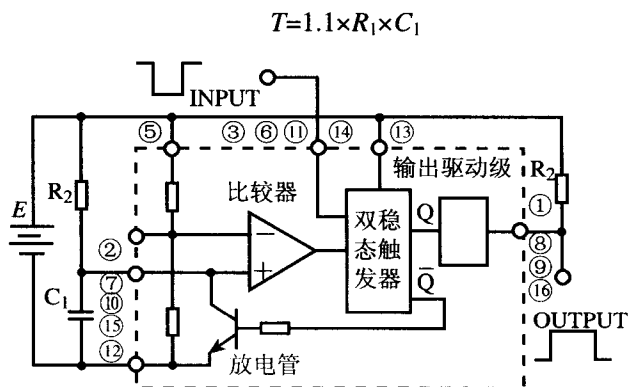 T=1.1×R₁×C₁
INPUT
⑤ ③ ⑥ ⑪ ⑭ ⑬
输出驱动级
R₂
比较器
R₂
E
②
－
双稳态触发器
Q
①
⑧
＋
⑦
Q̅
⑨
C₁
⑩
⑯
⑮
⑫
放电管
OUTPUT